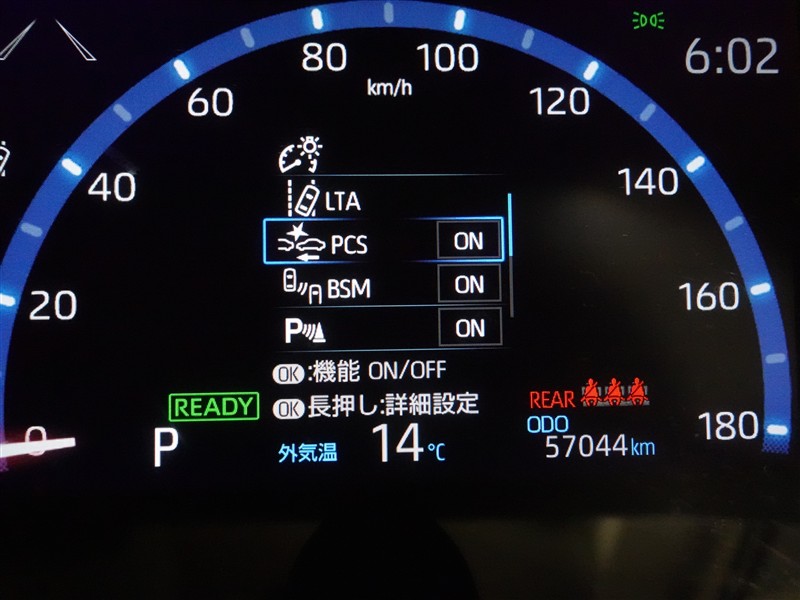 6:02
80 100
km/h
60 120
40 140
LTA
PCS ON
BSM ON
20 160
P ON
OK:機能 ON/OFF
READY OK長押し:詳細設定 REAR
ODO
0 P 外気温 14℃ 57044km 180